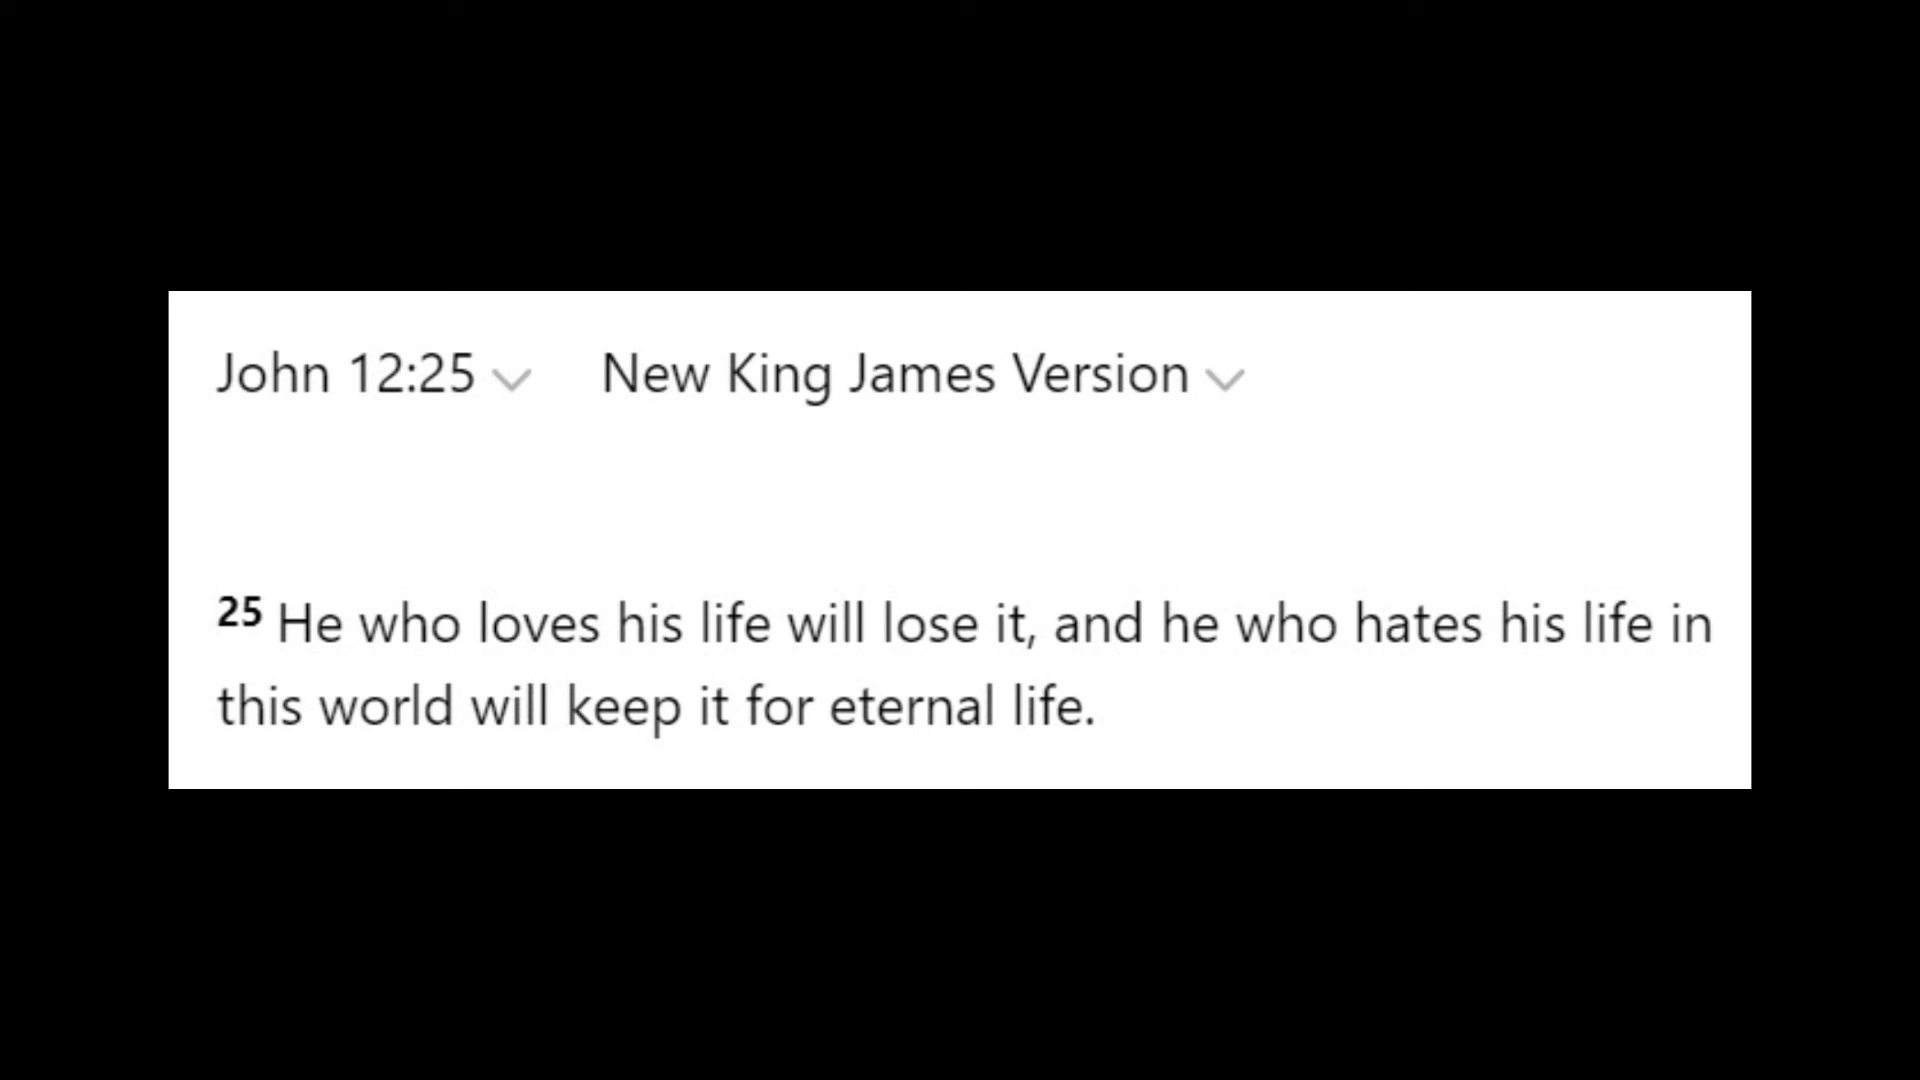 John 12:25 New King James Version
25 He who loves his life will lose it, and he who hates his life in
this world will keep it for eternal life.